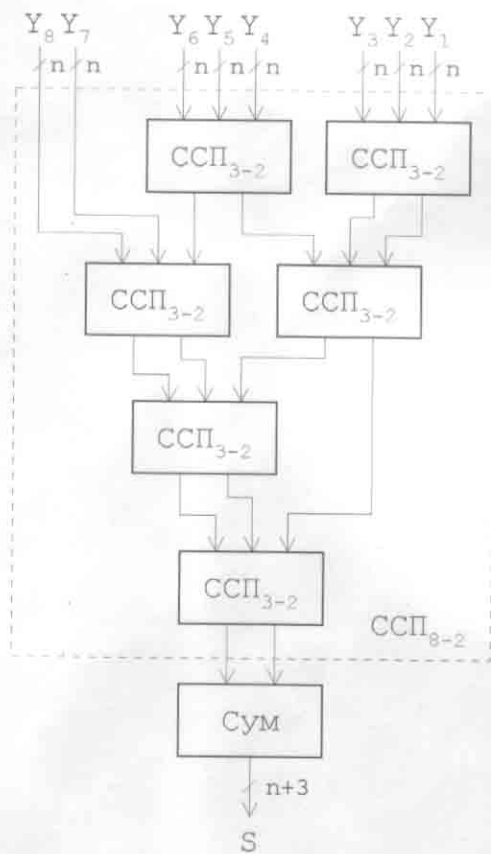 Y₈ Y₇ Y₆ Y₅ Y₄ Y₃ Y₂ Y₁
n n n n n n n n
ССП₃₋₂ ССП₃₋₂
ССП₃₋₂ ССП₃₋₂
ССП₃₋₂
ССП₃₋₂
ССП₈₋₂
Сум
n+3
S